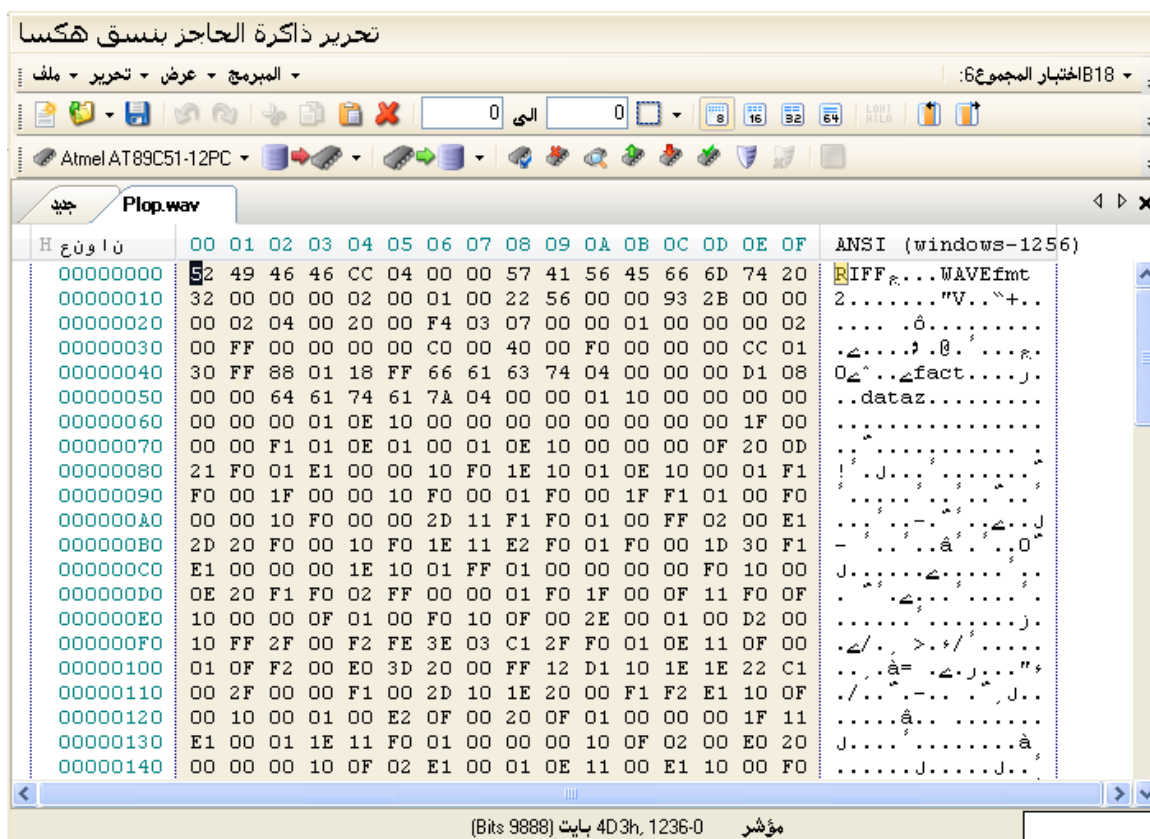 تحرير ذاكرة الحاجز بنسق هكسا
ملف تحرير عرض المبرمج
اختبار المجموع6: B18
0 الى 0 8 16 32 64 LOHI HILO
Atmel AT89C51-12PC
جديد Plop.wav
ناونع H 00 01 02 03 04 05 06 07 08 09 0A 0B 0C 0D 0E 0F ANSI (windows-1256)
00000000 52 49 46 46 CC 04 00 00 57 41 56 45 66 6D 74 20 RIFFج...WAVEfmt
00000010 32 00 00 00 02 00 01 00 22 56 00 00 93 2B 00 00 2......."V..“+..
00000020 00 02 04 00 20 00 F4 03 07 00 00 01 00 00 00 02 .... .ô.........
00000030 00 FF 00 00 00 00 C0 00 40 00 F0 00 00 00 CC 01
00000040 30 FF 88 01 18 FF 66 61 63 74 04 00 00 00 D1 08
00000050 00 00 64 61 74 61 7A 04 00 00 01 10 00 00 00 00 ..dataz.........
00000060 00 00 00 01 0E 10 00 00 00 00 00 00 00 00 1F 00 ................
00000070 00 00 F1 01 0E 01 00 01 0E 10 00 00 00 0F 20 0D
00000080 21 F0 01 E1 00 00 10 F0 1E 10 01 0E 10 00 01 F1
00000090 F0 00 1F 00 00 10 F0 00 01 F0 00 1F F1 01 00 F0
000000A0 00 00 10 F0 00 00 2D 11 F1 F0 01 00 FF 02 00 E1
000000B0 2D 20 F0 00 10 F0 1E 11 E2 F0 01 F0 00 1D 30 F1
000000C0 E1 00 00 00 1E 10 01 FF 01 00 00 00 00 F0 10 00
000000D0 0E 20 F1 F0 02 FF 00 00 01 F0 1F 00 0F 11 F0 0F
000000E0 10 00 00 0F 01 00 F0 10 0F 00 2E 00 01 00 D2 00
000000F0 10 FF 2F 00 F2 FE 3E 03 C1 2F F0 01 0E 11 0F 00
00000100 01 0F F2 00 E0 3D 20 00 FF 12 D1 10 1E 1E 22 C1
00000110 00 2F 00 00 F1 00 2D 10 1E 20 00 F1 F2 E1 10 0F
00000120 00 10 00 01 00 E2 0F 00 20 0F 01 00 00 00 1F 11 .....â.. .......
00000130 E1 00 01 1E 11 F0 01 00 00 00 10 0F 02 00 E0 20
00000140 00 00 00 10 0F 02 E1 00 01 0E 11 00 E1 10 00 F0
مؤشر 4D3h, 1236-0 بايت (9888 Bits)